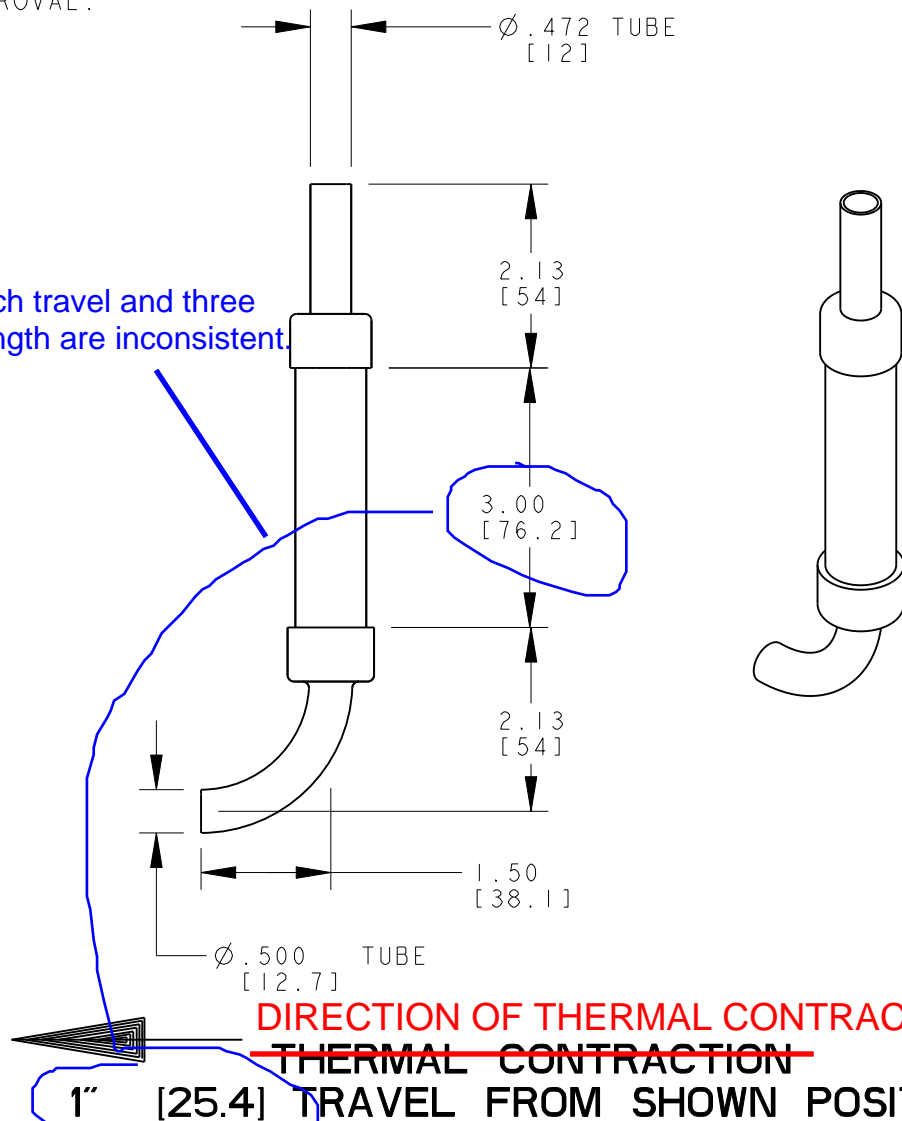 ROVAL.
Ø.472 TUBE
[12]
2.13
[54]
ch travel and three
ngth are inconsistent.
3.00
[76.2]
2.13
[54]
1.50
[38.1]
Ø.500 TUBE
[12.7]
DIRECTION OF THERMAL CONTRAC
THERMAL CONTRACTION
1" [25.4] TRAVEL FROM SHOWN POSIT